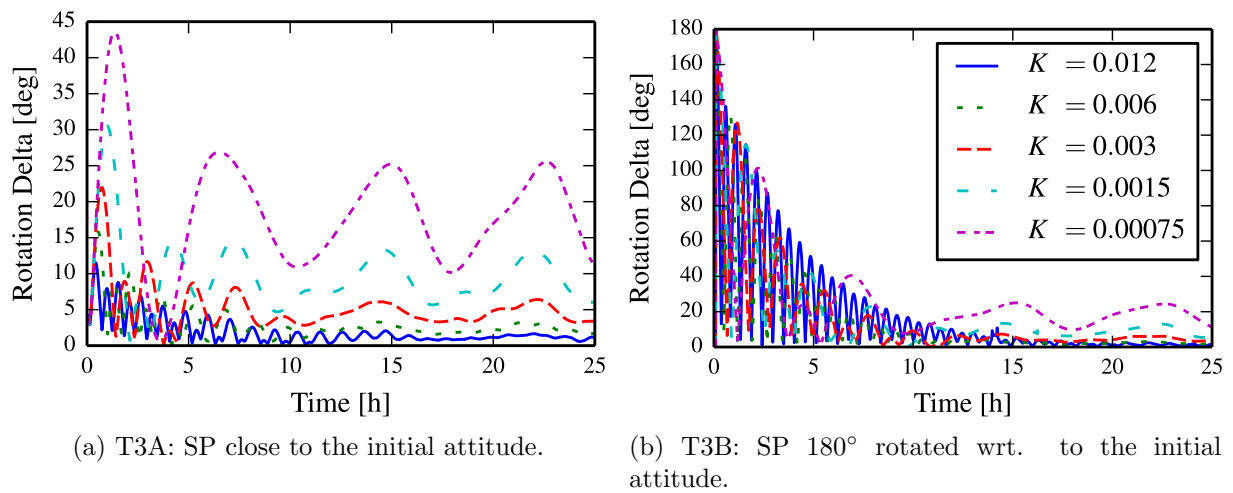 45
40
35
30
25
20
15
10
5
0
Rotation Delta [deg]
0 5 10 15 20 25
Time [h]
(a) T3A: SP close to the initial attitude.
180
160
140
120
100
80
60
40
20
0
Rotation Delta [deg]
K = 0.012
K = 0.006
K = 0.003
K = 0.0015
K = 0.00075
0 5 10 15 20 25
Time [h]
(b) T3B: SP 180° rotated wrt. to the initial
attitude.